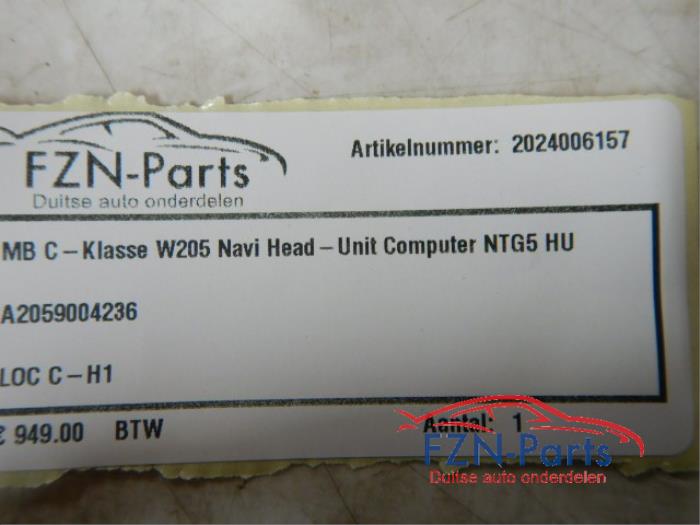 FZN-Parts
Duitse auto onderdelen
Artikelnummer: 2024006157
MB C-Klasse W205 Navi Head-Unit Computer NTG5 HU
A2059004236
LOC C-H1
€ 949.00 BTW
Aantal: 1
FZN-Parts
Duitse auto onderdelen